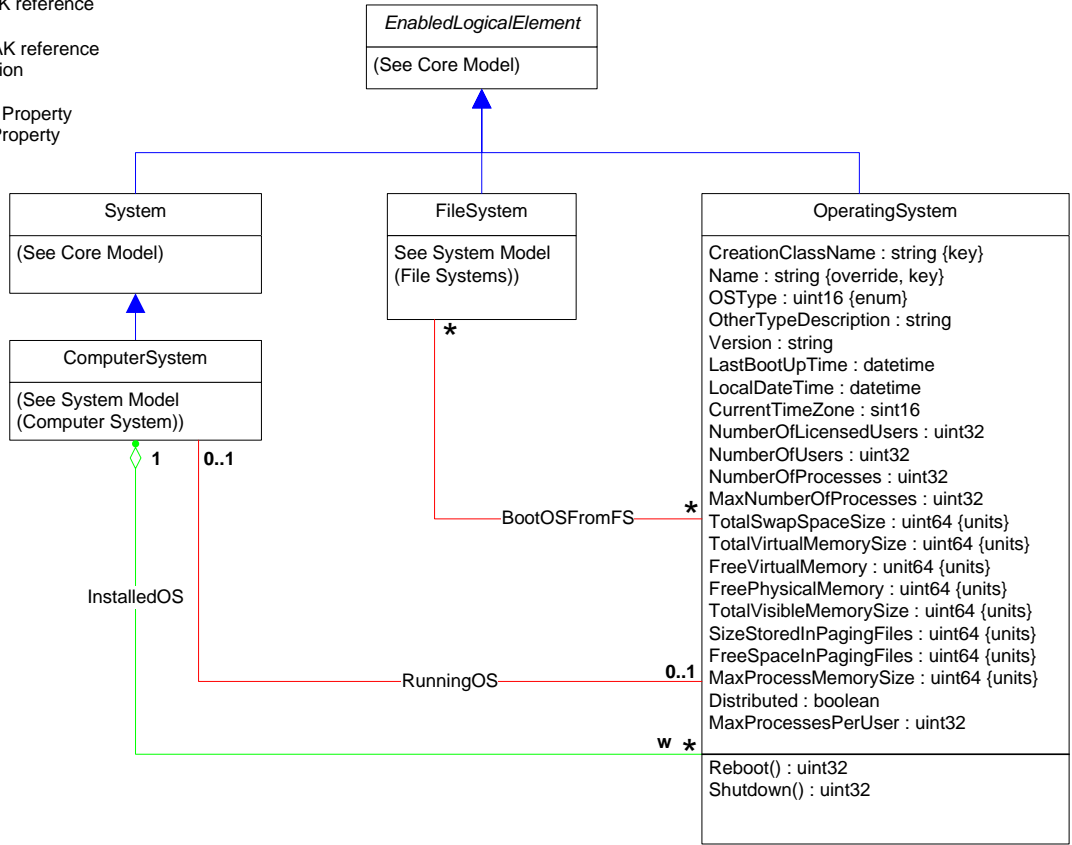 K reference
AK reference
ion
Property
Property
EnabledLogicalElement
(See Core Model)
System
(See Core Model)
FileSystem
See System Model
(File Systems))
OperatingSystem
CreationClassName : string {key}
Name : string {override, key}
OSType : uint16 {enum}
OtherTypeDescription : string
Version : string
LastBootUpTime : datetime
LocalDateTime : datetime
CurrentTimeZone : sint16
NumberOfLicensedUsers : uint32
NumberOfUsers : uint32
NumberOfProcesses : uint32
MaxNumberOfProcesses : uint32
TotalSwapSpaceSize : uint64 {units}
TotalVirtualMemorySize : uint64 {units}
FreeVirtualMemory : unit64 {units}
FreePhysicalMemory : uint64 {units}
TotalVisibleMemorySize : uint64 {units}
SizeStoredInPagingFiles : uint64 {units}
FreeSpaceInPagingFiles : uint64 {units}
MaxProcessMemorySize : uint64 {units}
Distributed : boolean
MaxProcessesPerUser : uint32
Reboot() : uint32
Shutdown() : uint32
ComputerSystem
(See System Model
(Computer System))
1
0..1
*
BootOSFromFS
*
InstalledOS
RunningOS
0..1
w *